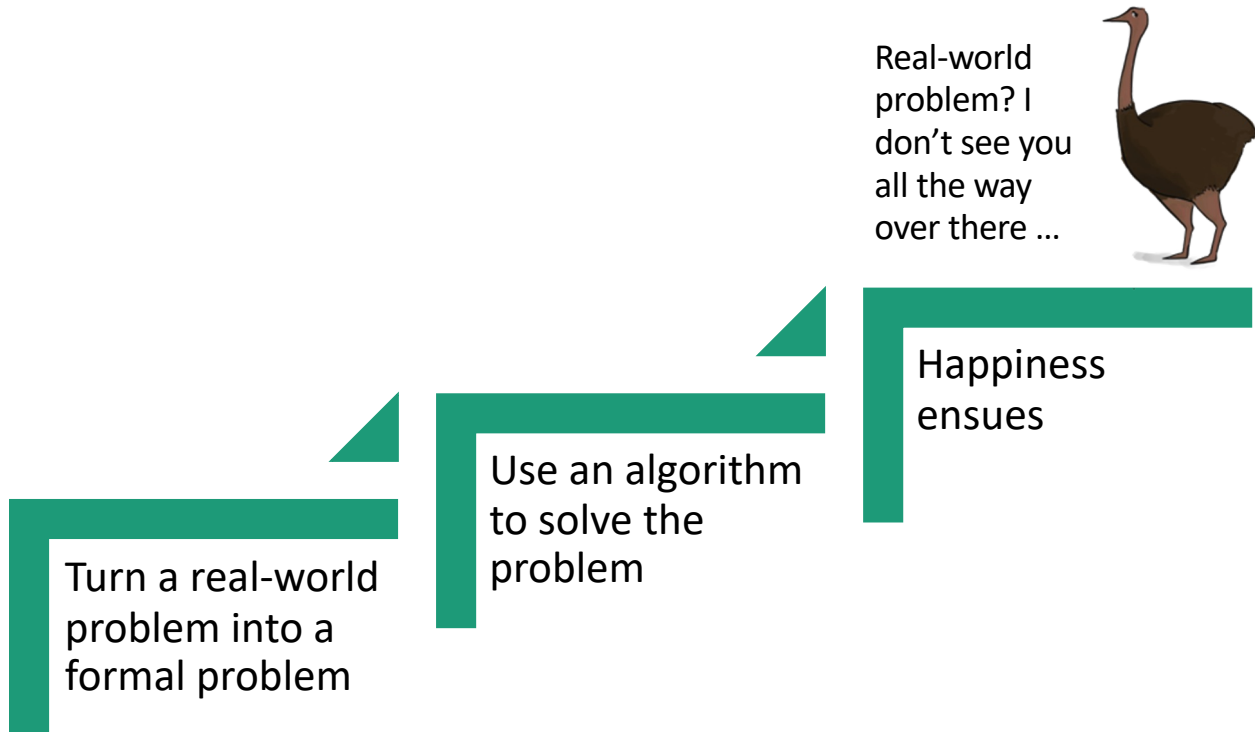 Real-world
problem? I
don’t see you
all the way
over there …
Happiness
ensues
Use an algorithm
to solve the
problem
Turn a real-world
problem into a
formal problem